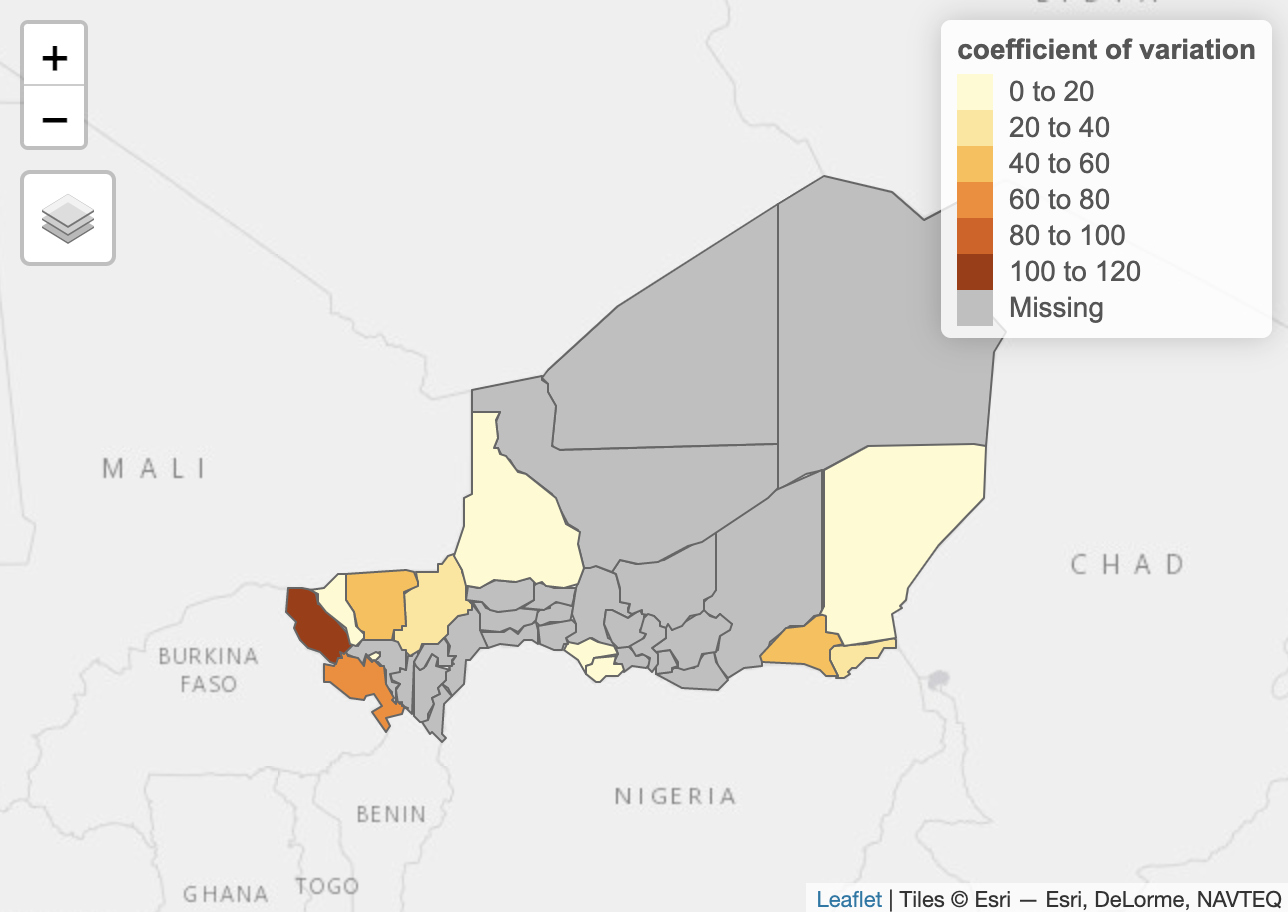 +
−
coefficient of variation
0 to 20
20 to 40
40 to 60
60 to 80
80 to 100
100 to 120
Missing
MALI
CHAD
BURKINA
FASO
NIGERIA
BENIN
GHANA
TOGO
Leaflet | Tiles © Esri — Esri, DeLorme, NAVTEQ